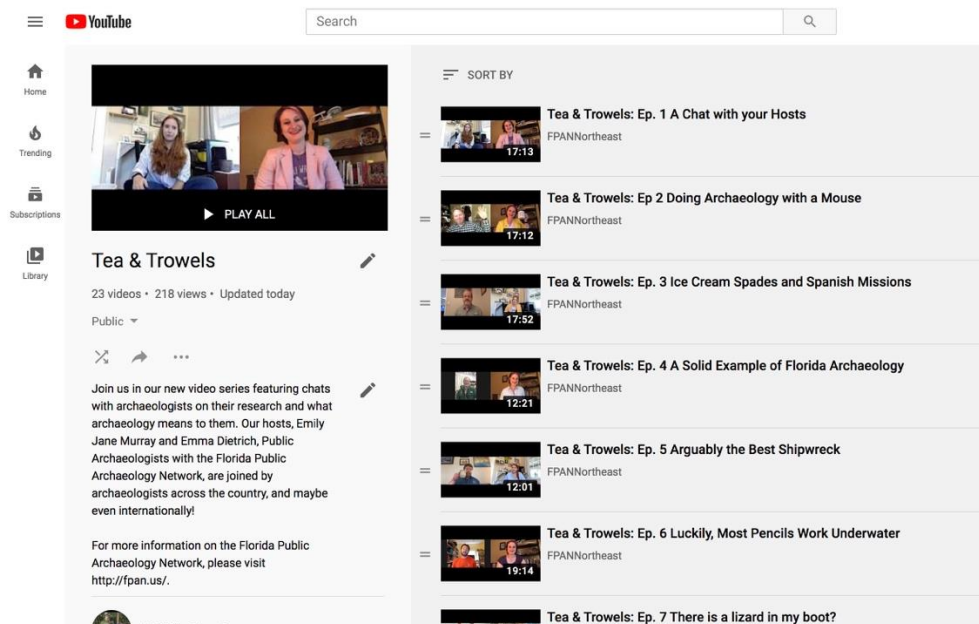 YouTube
Search
Home
Trending
Subscriptions
Library
PLAY ALL
Tea & Trowels
23 videos • 218 views • Updated today
Public
Join us in our new video series featuring chats
with archaeologists on their research and what
archaeology means to them. Our hosts, Emily
Jane Murray and Emma Dietrich, Public
Archaeologists with the Florida Public
Archaeology Network, are joined by
archaeologists across the country, and maybe
even internationally!
For more information on the Florida Public
Archaeology Network, please visit
http://fpan.us/.
SORT BY
Tea & Trowels: Ep. 1 A Chat with your Hosts
FPANNortheast
17:13
Tea & Trowels: Ep 2 Doing Archaeology with a Mouse
FPANNortheast
17:12
Tea & Trowels: Ep. 3 Ice Cream Spades and Spanish Missions
FPANNortheast
17:52
Tea & Trowels: Ep. 4 A Solid Example of Florida Archaeology
FPANNortheast
12:21
Tea & Trowels: Ep. 5 Arguably the Best Shipwreck
FPANNortheast
12:01
Tea & Trowels: Ep. 6 Luckily, Most Pencils Work Underwater
FPANNortheast
19:14
Tea & Trowels: Ep. 7 There is a lizard in my boot?